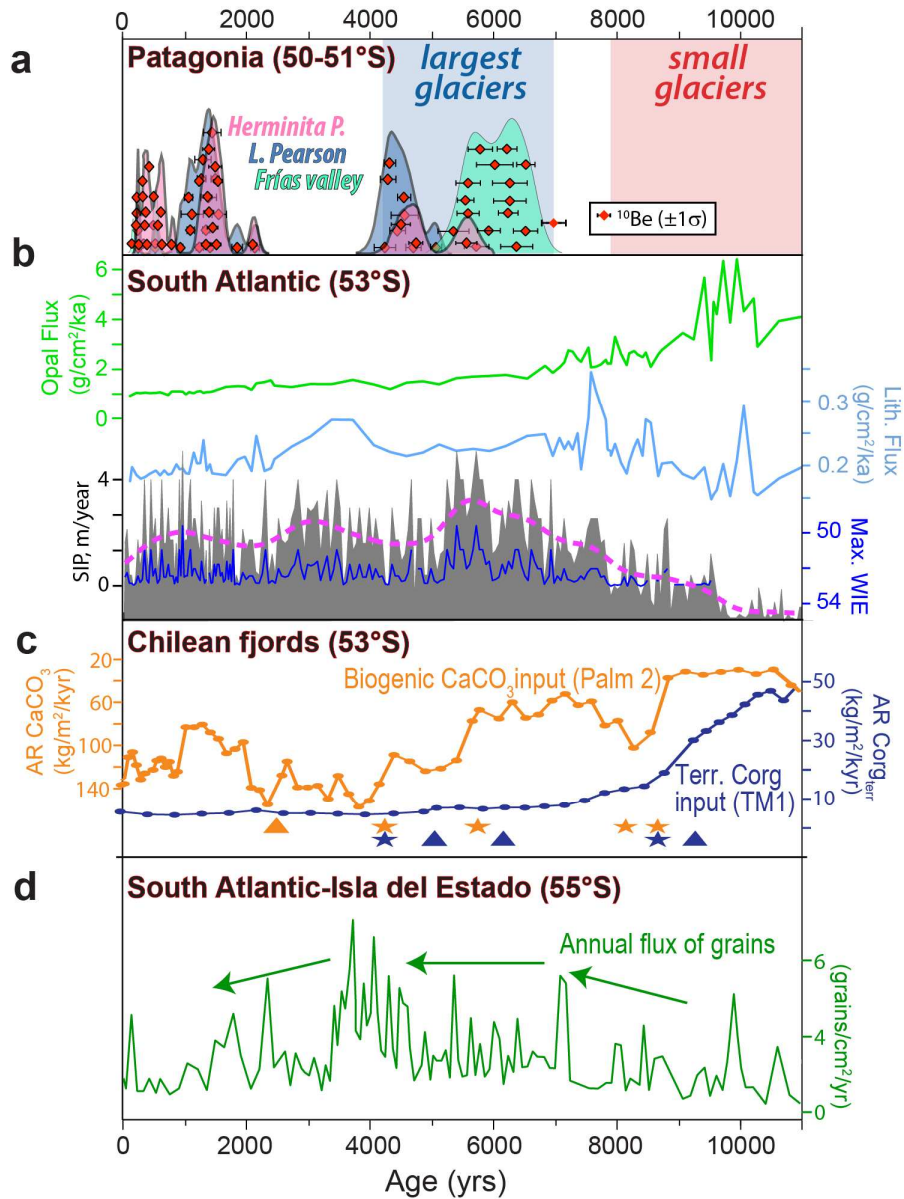 0 2000 4000 6000 8000 10000
a
Patagonia (50-51°S)
largest
glaciers
small
glaciers
Herminita P.
L. Pearson
Frías valley
¹⁰Be (±1σ)
b
South Atlantic (53°S)
Opal Flux
(g/cm²/ka)
6
4
2
0
Lith. Flux
(g/cm²/ka)
0.3
0.2
SIP, m/year
4
0
Max. WIE
50
54
c
Chilean fjords (53°S)
AR CaCO₃
(kg/m²/kyr)
20
60
100
140
Biogenic CaCO₃input (Palm 2)
AR Corg_terr
(kg/m²/kyr)
50
30
10
Terr. Corg
input (TM1)
d
South Atlantic-Isla del Estado (55°S)
Annual flux of grains
(grains/cm²/yr)
6
4
0
0 2000 4000 6000 8000 10000
Age (yrs)